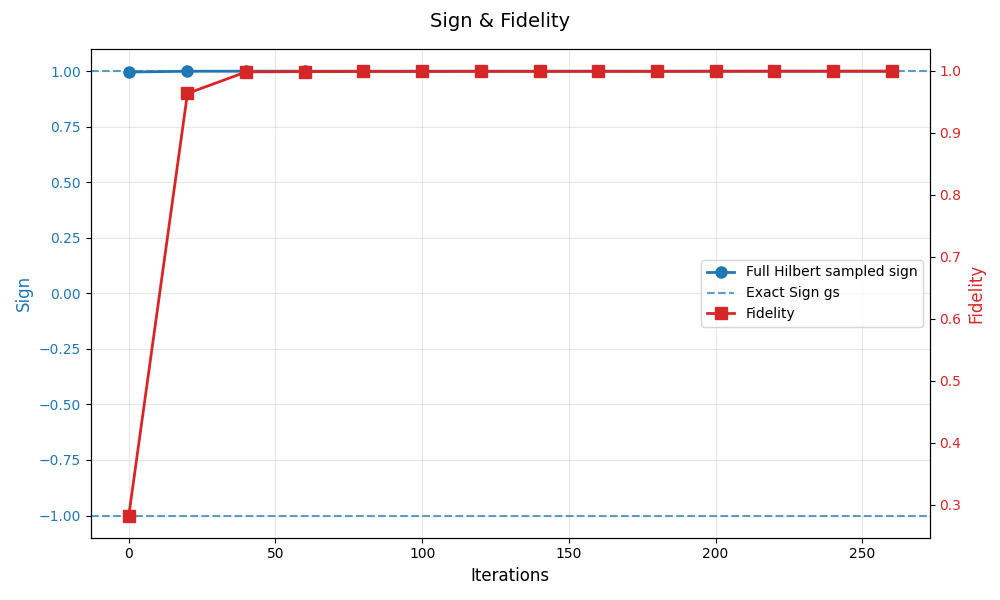 Sign & Fidelity
1.00
0.75
0.50
0.25
0.00
−0.25
−0.50
−0.75
−1.00
Sign
1.0
0.9
0.8
0.7
0.6
0.5
0.4
0.3
Fidelity
Full Hilbert sampled sign
Exact Sign gs
Fidelity
0 50 100 150 200 250
Iterations